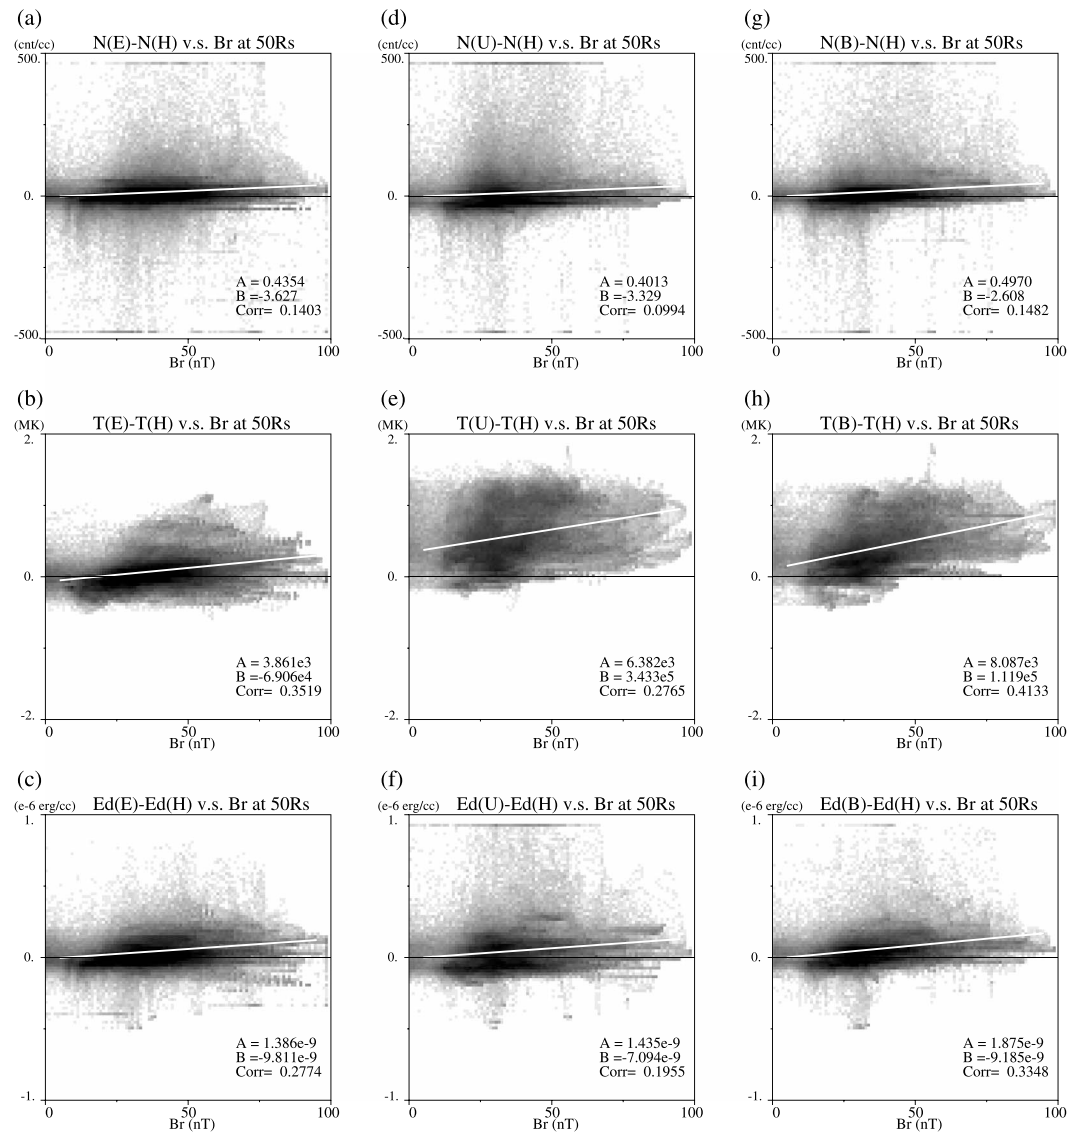 (a)
N(E)-N(H) v.s. Br at 50Rs
(cnt/cc)
500.
0.
-500.
A = 0.4354
B =-3.627
Corr= 0.1403
0 50 100
Br (nT)
(d)
N(U)-N(H) v.s. Br at 50Rs
(cnt/cc)
500.
0.
-500.
A = 0.4013
B =-3.329
Corr= 0.0994
0 50 100
Br (nT)
(g)
N(B)-N(H) v.s. Br at 50Rs
(cnt/cc)
500.
0.
-500.
A = 0.4970
B =-2.608
Corr= 0.1482
0 50 100
Br (nT)
(b)
T(E)-T(H) v.s. Br at 50Rs
(MK)
2.
0.
-2.
A = 3.861e3
B =-6.906e4
Corr= 0.3519
0 50 100
Br (nT)
(e)
T(U)-T(H) v.s. Br at 50Rs
(MK)
2.
0.
-2.
A = 6.382e3
B = 3.433e5
Corr= 0.2765
0 50 100
Br (nT)
(h)
T(B)-T(H) v.s. Br at 50Rs
(MK)
2.
0.
-2.
A = 8.087e3
B = 1.119e5
Corr= 0.4133
0 50 100
Br (nT)
(c)
Ed(E)-Ed(H) v.s. Br at 50Rs
(e-6 erg/cc)
1.
0.
-1.
A = 1.386e-9
B =-9.811e-9
Corr= 0.2774
0 50 100
Br (nT)
(f)
Ed(U)-Ed(H) v.s. Br at 50Rs
(e-6 erg/cc)
1.
0.
-1.
A = 1.435e-9
B =-7.094e-9
Corr= 0.1955
0 50 100
Br (nT)
(i)
Ed(B)-Ed(H) v.s. Br at 50Rs
(e-6 erg/cc)
1.
0.
-1.
A = 1.875e-9
B =-9.185e-9
Corr= 0.3348
0 50 100
Br (nT)